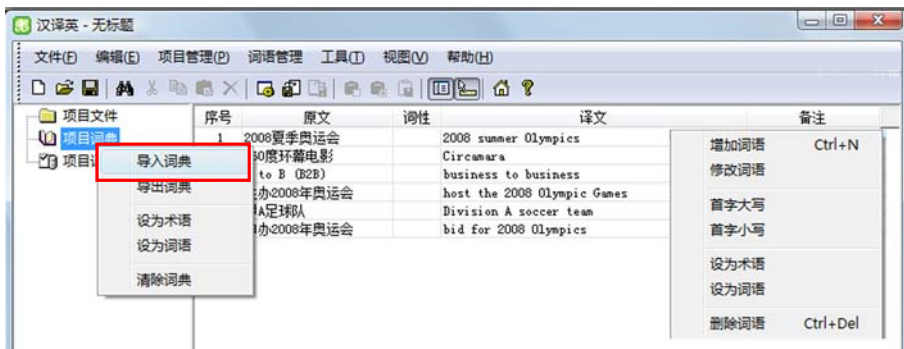 汉译英 - 无标题
文件(F) 编辑(E) 项目管理(P) 词语管理 工具(T) 视图(V) 帮助(H)
项目文件
项目词典
导入词典
导出词典
设为术语
设为词语
清除词典
序号 原文 词性 译文 备注
1 2008夏季奥运会 2008 summer Olympics
60度环幕电影 Circamara
to B (B2B) business to business
办2008年奥运会 host the 2008 Olympic Games
A足球队 Division A soccer team
办2008奥运会 bid for 2008 Olympics
增加词语 Ctrl+N
修改词语
首字大写
首字小写
设为术语
设为词语
删除词语 Ctrl+Del